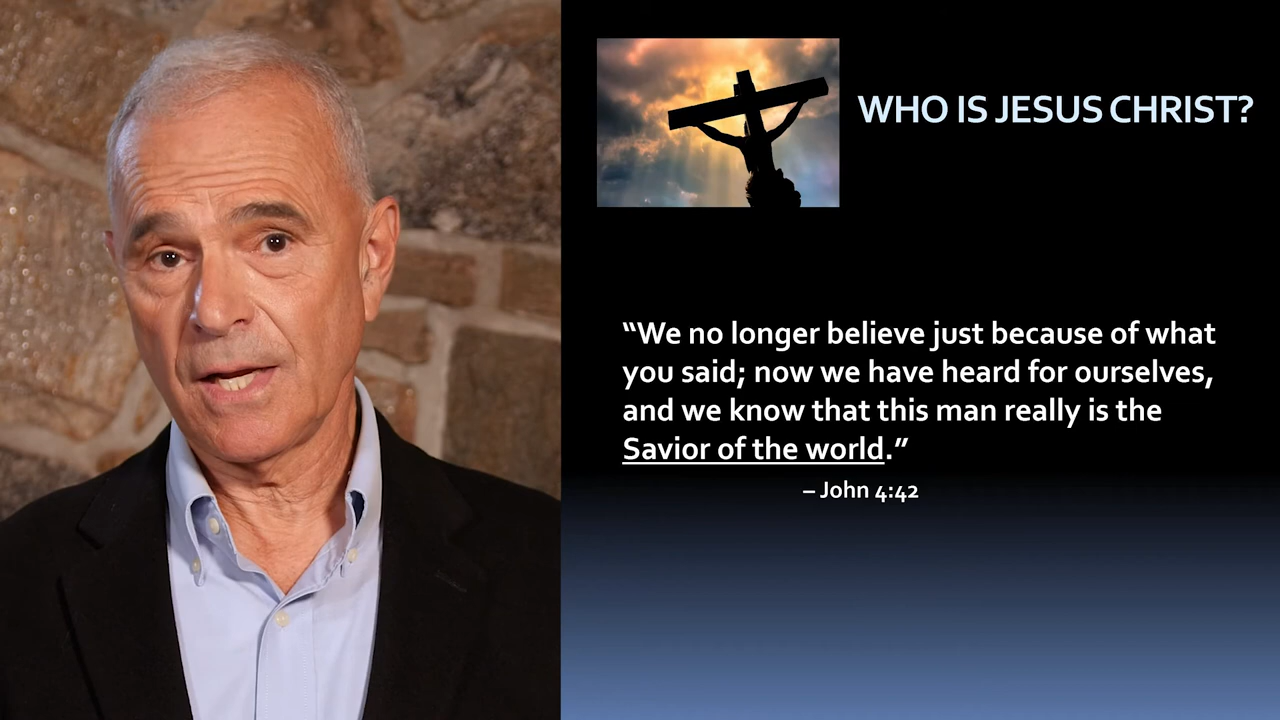 WHO IS JESUS CHRIST?
“We no longer believe just because of what
you said; now we have heard for ourselves,
and we know that this man really is the
Savior of the world.”
– John 4:42